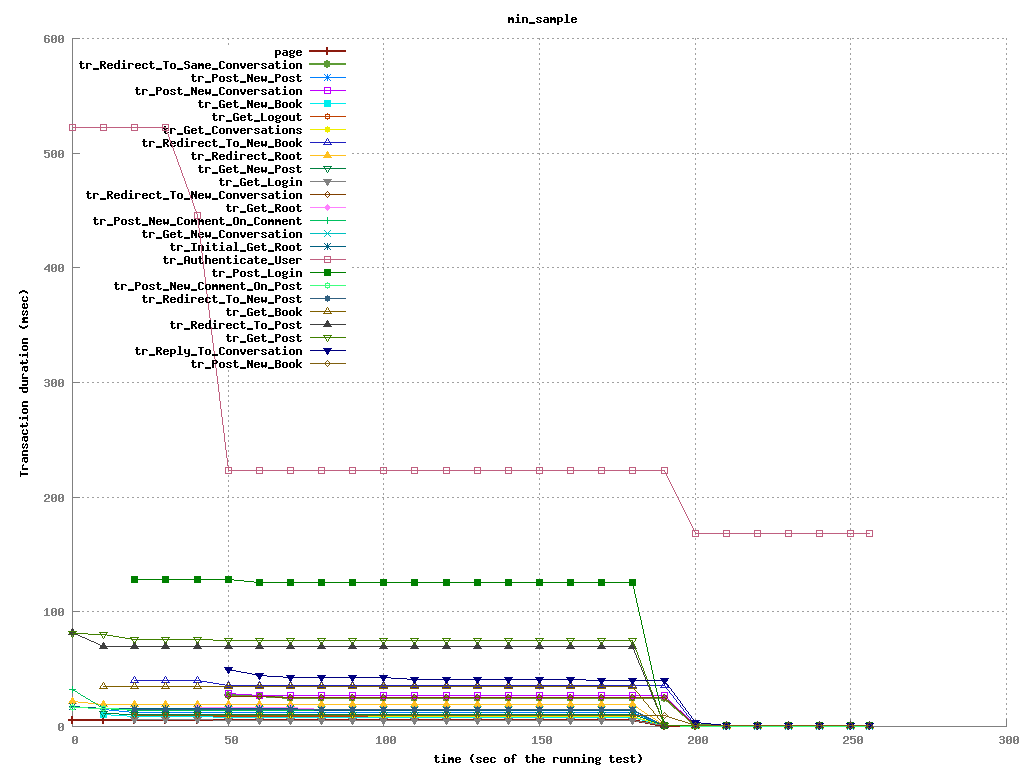 min_sample
600
page
tr_Redirect_To_Same_Conversation
tr_Post_New_Post
tr_Post_New_Conversation
tr_Get_New_Book
tr_Get_Logout
tr_Get_Conversations
tr_Redirect_To_New_Book
500
tr_Redirect_Root
tr_Get_New_Post
tr_Get_Login
tr_Redirect_To_New_Conversation
tr_Get_Root
tr_Post_New_Comment_On_Comment
tr_Get_New_Conversation
tr_Initial_Get_Root
tr_Authenticate_User
400
tr_Post_Login
tr_Post_New_Comment_On_Post
tr_Redirect_To_New_Post
tr_Get_Book
tr_Redirect_To_Post
tr_Get_Post
tr_Reply_To_Conversation
tr_Post_New_Book
300
Transaction duration (msec)
200
100
0
0 50 100 150 200 250 300
time (sec of the running test)